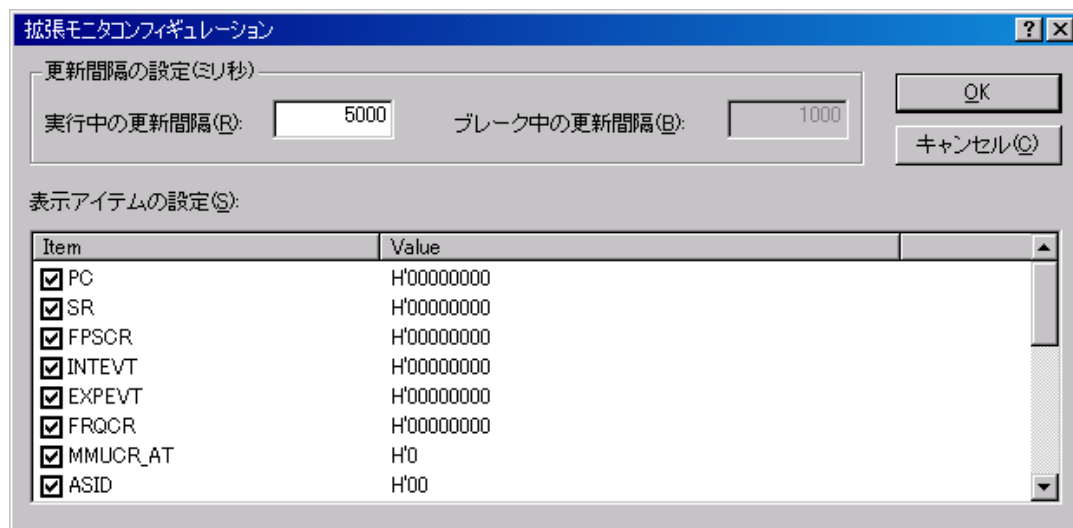 拡張モニタコンフィギュレーション
更新間隔の設定(ミリ秒)
実行中の更新間隔(R): 5000 ブレーク中の更新間隔(B): 1000
OK
キャンセル(C)
表示アイテムの設定(S):
Item Value
PC H'00000000
SR H'00000000
FPSCR H'00000000
INTEVT H'00000000
EXPEVT H'00000000
FRQCR H'00000000
MMUCR_AT H'0
ASID H'00